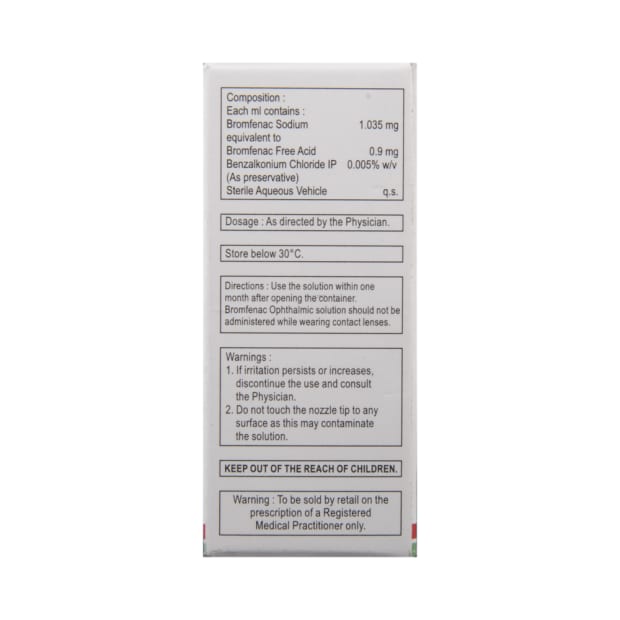 Composition :
Each ml contains :
Bromfenac Sodium 1.035 mg
equivalent to
Bromfenac Free Acid 0.9 mg
Benzalkonium Chloride IP 0.005% w/v
(As preservative)
Sterile Aqueous Vehicle q.s.
Dosage : As directed by the Physician.
Store below 30°C.
Directions : Use the solution within one
month after opening the container.
Bromfenac Ophthalmic solution should not be
administered while wearing contact lenses.
Warnings :
1. If irritation persists or increases,
discontinue the use and consult
the Physician.
2. Do not touch the nozzle tip to any
surface as this may contaminate
the solution.
KEEP OUT OF THE REACH OF CHILDREN.
Warning : To be sold by retail on the
prescription of a Registered
Medical Practitioner only.